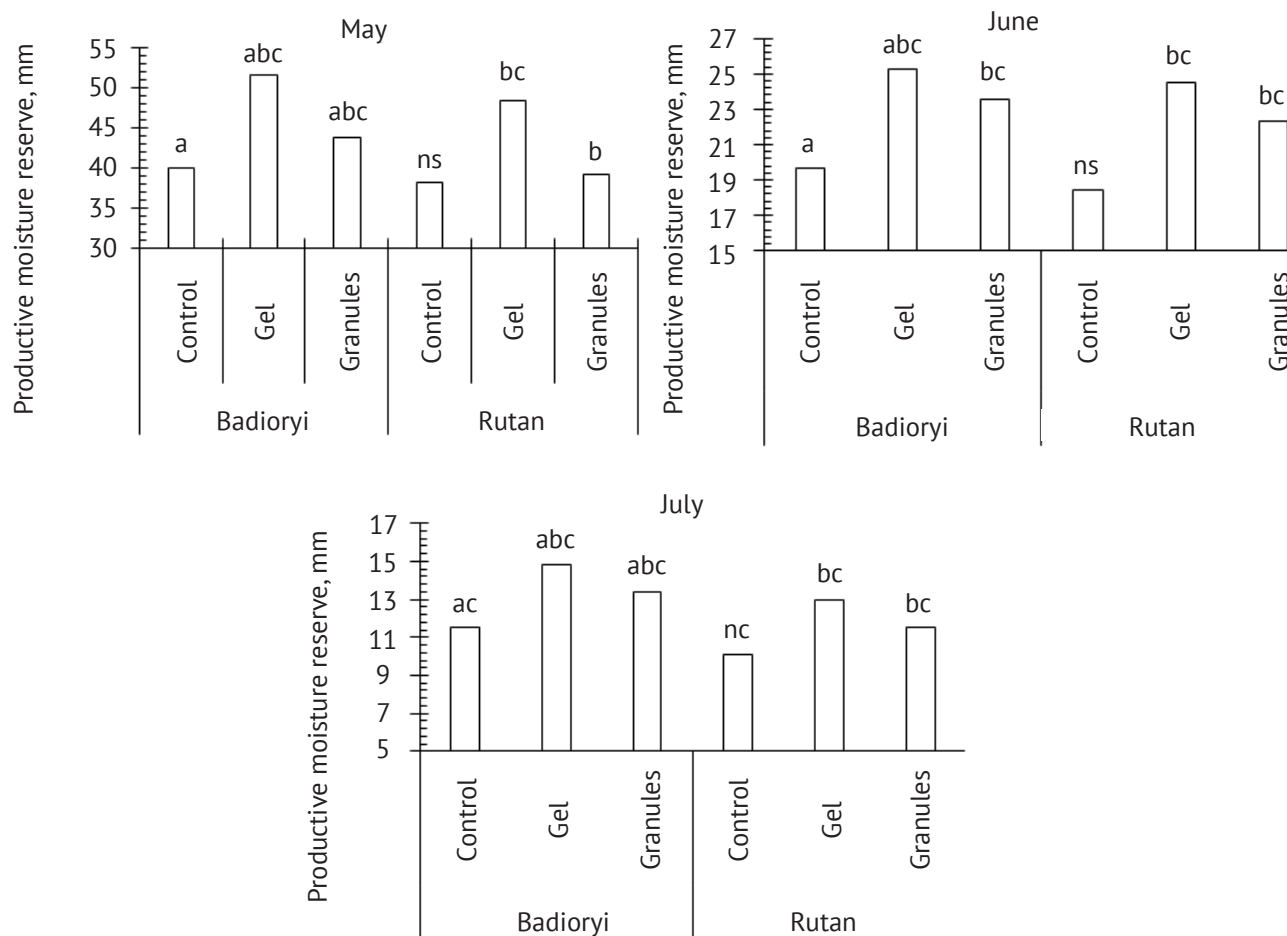 May
Productive moisture reserve, mm
55
50
45
40
35
30
a
abc
abc
ns
bc
b
Control
Gel
Granules
Control
Gel
Granules
Badioryi
Rutan
June
Productive moisture reserve, mm
27
25
23
21
19
17
15
a
abc
bc
ns
bc
bc
Control
Gel
Granules
Control
Gel
Granules
Badioryi
Rutan
July
Productive moisture reserve, mm
17
15
13
11
9
7
5
ac
abc
abc
nc
bc
bc
Control
Gel
Granules
Control
Gel
Granules
Badioryi
Rutan